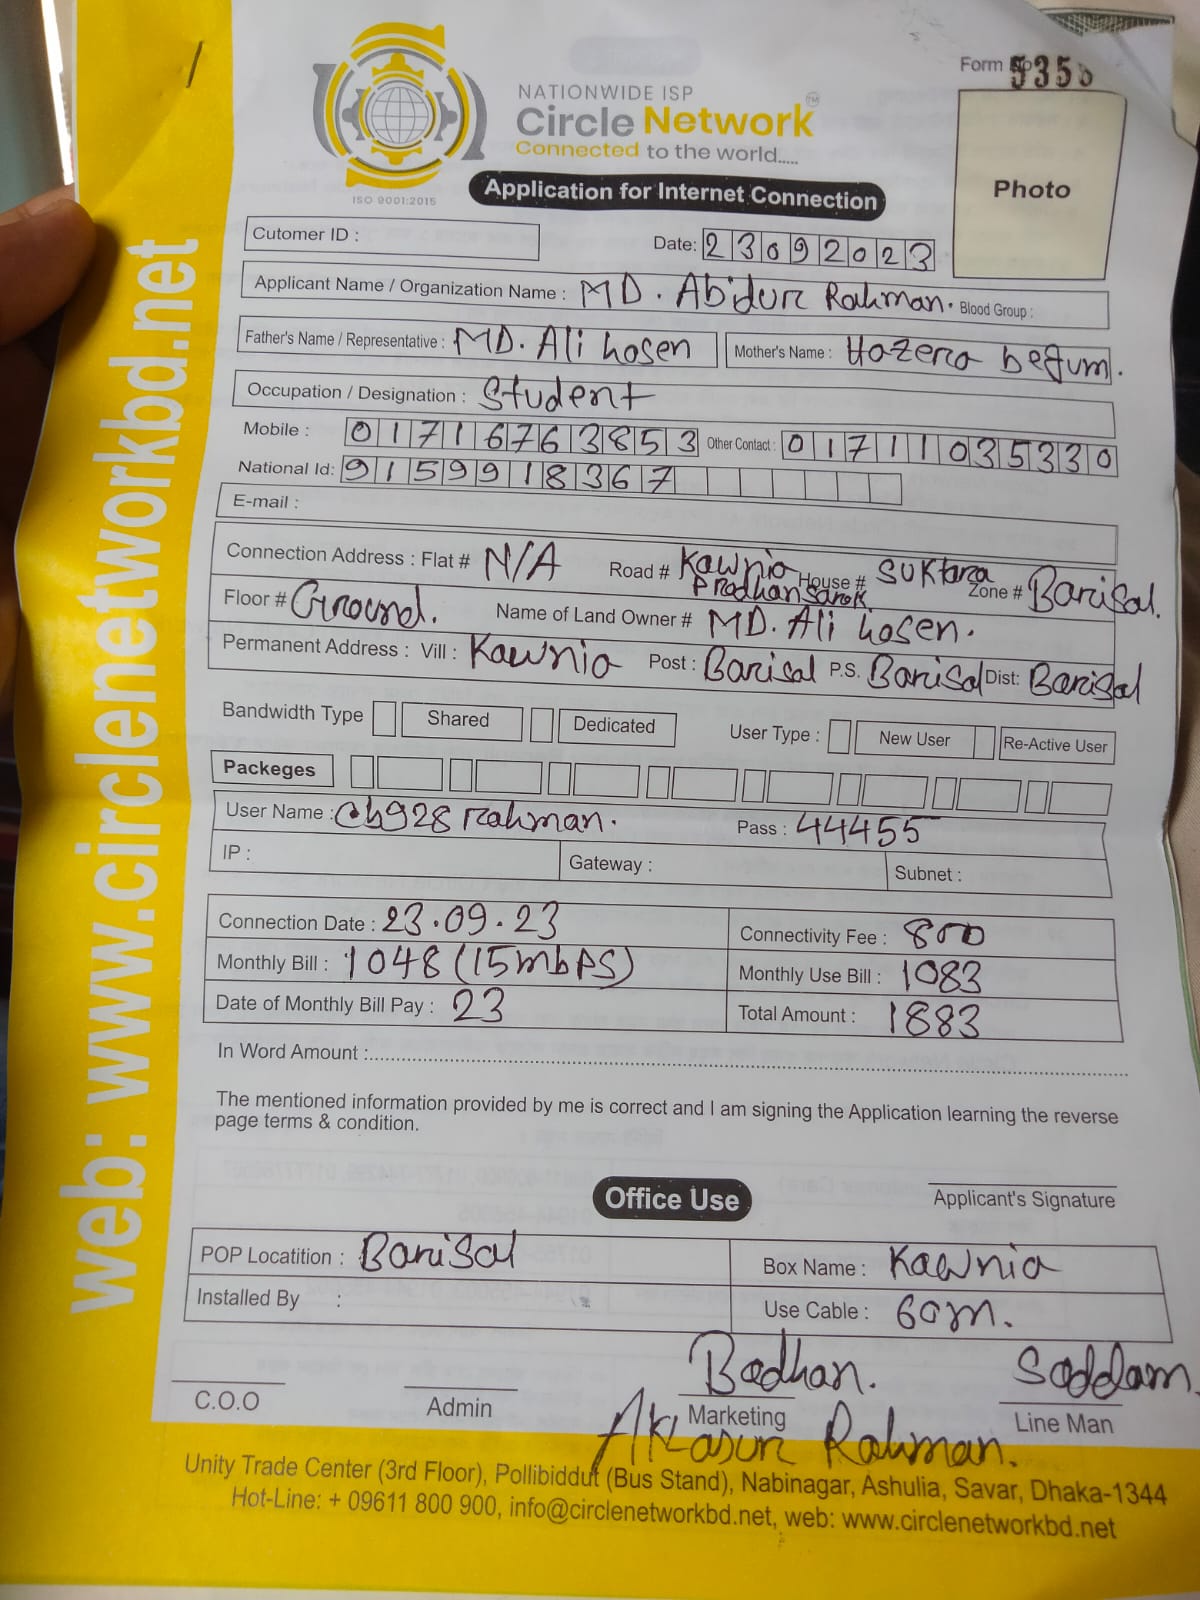 Form 5355
NATIONWIDE ISP
Circle Network™
Connected to the world.....
ISO 9001:2015
Application for Internet Connection
Photo
Cutomer ID :
Date: 23092023
Applicant Name / Organization Name : MD. Abidur Rahman. Blood Group :
Father's Name / Representative : MD. Ali hosen Mother's Name : Hazera begum.
Occupation / Designation : Student
Mobile : 01716763853 Other Contact : 01711035330
National Id: 9159918367
E-mail :
Connection Address : Flat # N/A Road # Kawnia Pradhan Sarok House # Suktara Zone # Barisal.
Floor # Ground. Name of Land Owner # MD. Ali hosen.
Permanent Address : Vill : Kawnia Post : Barisal P.S. Barisal Dist: Barisal
Bandwidth Type Shared Dedicated User Type : New User Re-Active User
Packeges
User Name : cb928 rahman. Pass : 44455
IP : Gateway : Subnet :
Connection Date : 23.09.23 Connectivity Fee : 800
Monthly Bill : 1048 (15mbps) Monthly Use Bill : 1083
Date of Monthly Bill Pay : 23 Total Amount : 1883
In Word Amount :
The mentioned information provided by me is correct and I am signing the Application learning the reverse
page terms & condition.
Applicant's Signature
Office Use
POP Locatition : Barisal Box Name : Kawnia
Installed By : Use Cable : 60m.
Badhan. Saddam.
C.O.O Admin Marketing Line Man
Rahman.
Unity Trade Center (3rd Floor), Pollibiddut (Bus Stand), Nabinagar, Ashulia, Savar, Dhaka-1344
Hot-Line: + 09611 800 900, info@circlenetworkbd.net, web: www.circlenetworkbd.net
web: www.circlenetworkbd.net